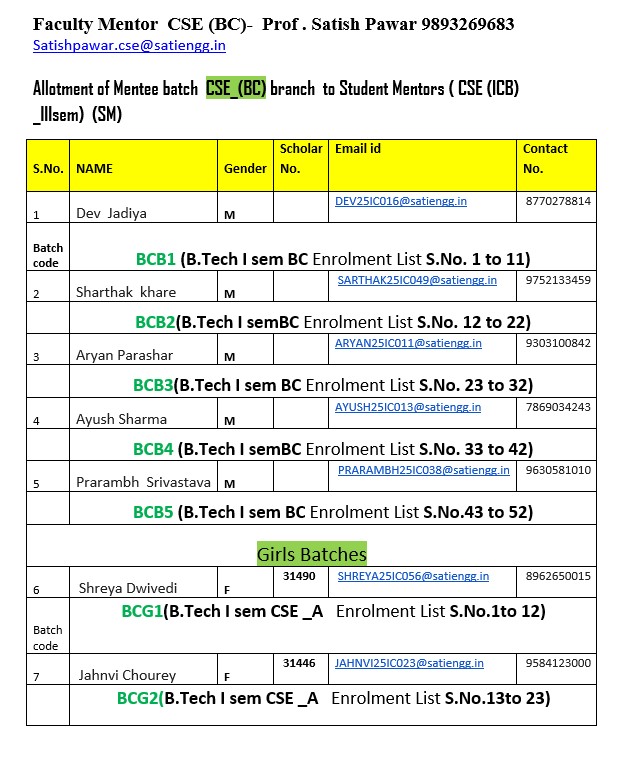 Faculty Mentor CSE (BC)- Prof . Satish Pawar 9893269683
Satishpawar.cse@satiengg.in
Allotment of Mentee batch CSE_(BC) branch to Student Mentors ( CSE (ICB)
_IIIsem) (SM)
S.No. NAME Gender Scholar No. Email id Contact No.
1 Dev Jadiya M DEV25IC016@satiengg.in 8770278814
Batch code BCB1 (B.Tech I sem BC Enrolment List S.No. 1 to 11)
2 Sharthak khare M SARTHAK25IC049@satiengg.in 9752133459
BCB2(B.Tech I semBC Enrolment List S.No. 12 to 22)
3 Aryan Parashar M ARYAN25IC011@satiengg.in 9303100842
BCB3(B.Tech I sem BC Enrolment List S.No. 23 to 32)
4 Ayush Sharma M AYUSH25IC013@satiengg.in 7869034243
BCB4 (B.Tech I semBC Enrolment List S.No. 33 to 42)
5 Prarambh Srivastava M PRARAMBH25IC038@satiengg.in 9630581010
BCB5 (B.Tech I sem BC Enrolment List S.No.43 to 52)
Girls Batches
6 Shreya Dwivedi F 31490 SHREYA25IC056@satiengg.in 8962650015
Batch code BCG1(B.Tech I sem CSE _A Enrolment List S.No.1to 12)
7 Jahnvi Chourey F 31446 JAHNVI25IC023@satiengg.in 9584123000
BCG2(B.Tech I sem CSE _A Enrolment List S.No.13to 23)